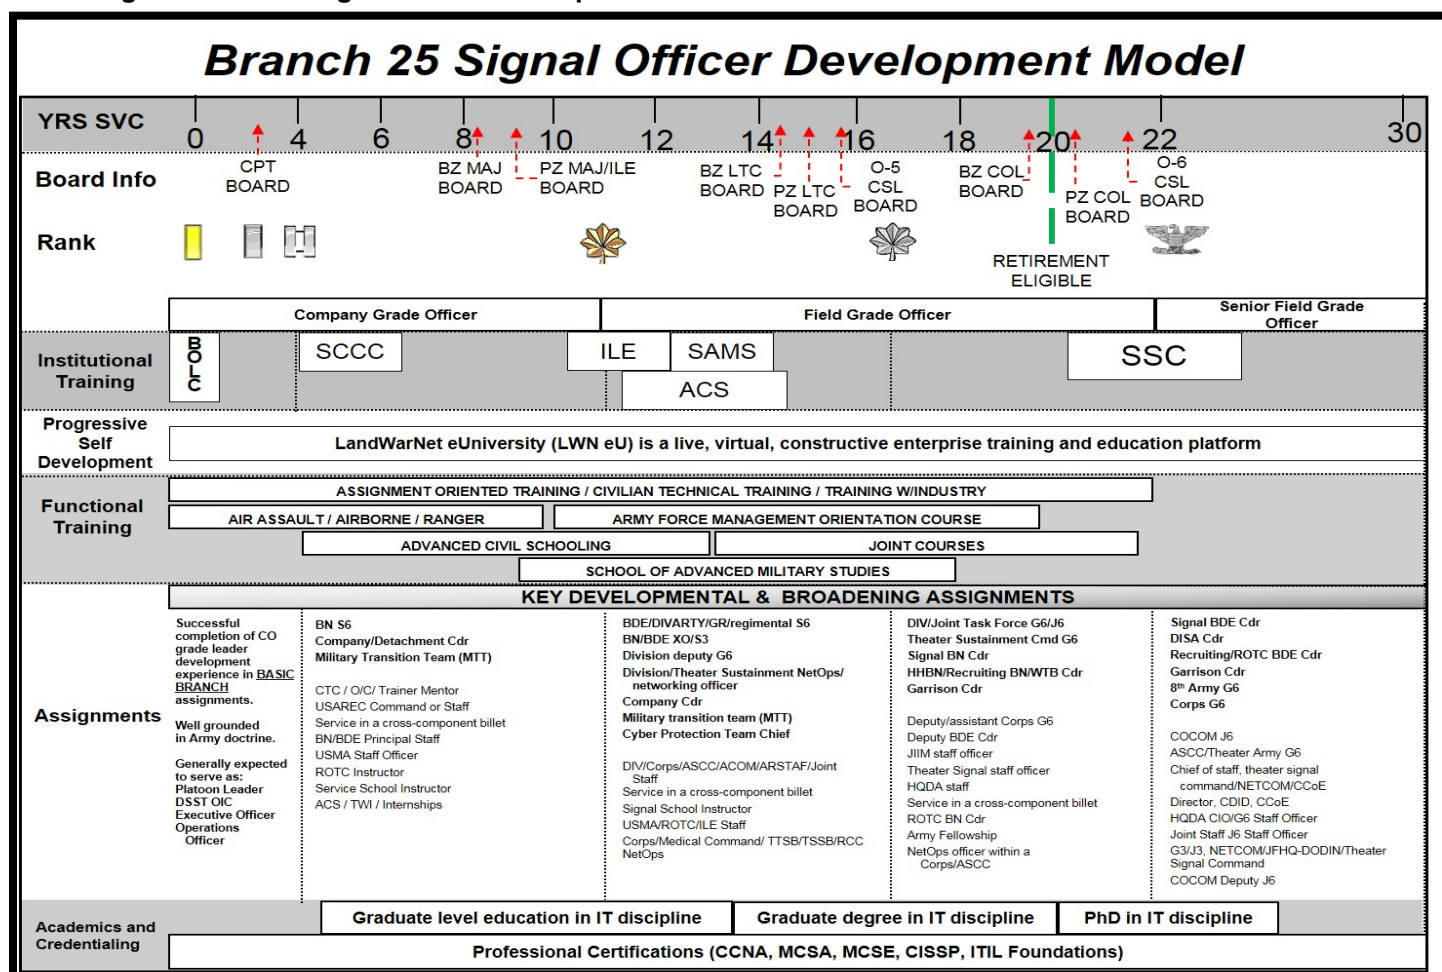 Branch 25 Signal Officer Development Model
YRS SVC
0 4 6 8 10 12 14 16 18 20 22 30
Board Info
CPT
BOARD
BZ MAJ
BOARD
PZ MAJ/ILE
BOARD
BZ LTC
BOARD
PZ LTC
BOARD
O-5
CSL
BOARD
BZ COL
BOARD
PZ COL
BOARD
O-6
CSL
BOARD
Rank
RETIREMENT
ELIGIBLE
Company Grade Officer
Field Grade Officer
Senior Field Grade
Officer
Institutional
Training
BOLC
SCCC
ILE
SAMS
ACS
SSC
Progressive
Self
Development
LandWarNet eUniversity (LWN eU) is a live, virtual, constructive enterprise training and education platform
Functional
Training
ASSIGNMENT ORIENTED TRAINING / CIVILIAN TECHNICAL TRAINING / TRAINING W/INDUSTRY
AIR ASSAULT / AIRBORNE / RANGER
ARMY FORCE MANAGEMENT ORIENTATION COURSE
ADVANCED CIVIL SCHOOLING
JOINT COURSES
SCHOOL OF ADVANCED MILITARY STUDIES
KEY DEVELOPMENTAL & BROADENING ASSIGNMENTS
Assignments
Successful
completion of CO
grade leader
development
experience in BASIC
BRANCH
assignments.
Well grounded
in Army doctrine.
Generally expected
to serve as:
Platoon Leader
DSST OIC
Executive Officer
Operations
Officer
BN S6
Company/Detachment Cdr
Military Transition Team (MTT)
CTC / O/C/ Trainer Mentor
USAREC Command or Staff
Service in a cross-component billet
BN/BDE Principal Staff
USMA Staff Officer
ROTC Instructor
Service School Instructor
ACS / TWI / Internships
BDE/DIVARTY/GR/regimental S6
BN/BDE XO/S3
Division deputy G6
Division/Theater Sustainment NetOps/
networking officer
Company Cdr
Military transition team (MTT)
Cyber Protection Team Chief
DIV/Corps/ASCC/ACOM/ARSTAF/Joint
Staff
Service in a cross-component billet
Signal School Instructor
USMA/ROTC/ILE Staff
Corps/Medical Command/ TTSB/TSSB/RCC
NetOps
DIV/Joint Task Force G6/J6
Theater Sustainment Cmd G6
Signal BN Cdr
HHBN/Recruiting BN/WTB Cdr
Garrison Cdr
Deputy/assistant Corps G6
Deputy BDE Cdr
JIIM staff officer
Theater Signal staff officer
HQDA staff
Service in a cross-component billet
ROTC BN Cdr
Army Fellowship
NetOps officer within a
Corps/ASCC
Signal BDE Cdr
DISA Cdr
Recruiting/ROTC BDE Cdr
Garrison Cdr
8th Army G6
Corps G6
COCOM J6
ASCC/Theater Army G6
Chief of staff, theater signal
command/NETCOM/CCoE
Director, CDID, CCoE
HQDA CIO/G6 Staff Officer
Joint Staff J6 Staff Officer
G3/J3, NETCOM/JFHQ-DODIN/Theater
Signal Command
COCOM Deputy J6
Academics and
Credentialing
Graduate level education in IT discipline
Graduate degree in IT discipline
PhD in IT discipline
Professional Certifications (CCNA, MCSA, MCSE, CISSP, ITIL Foundations)